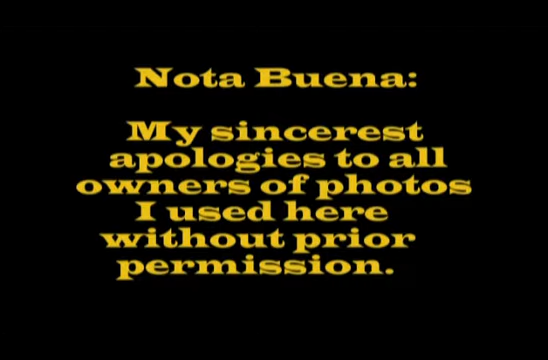 Nota Buena:
My sincerest
apologies to all
owners of photos
I used here
without prior
permission.